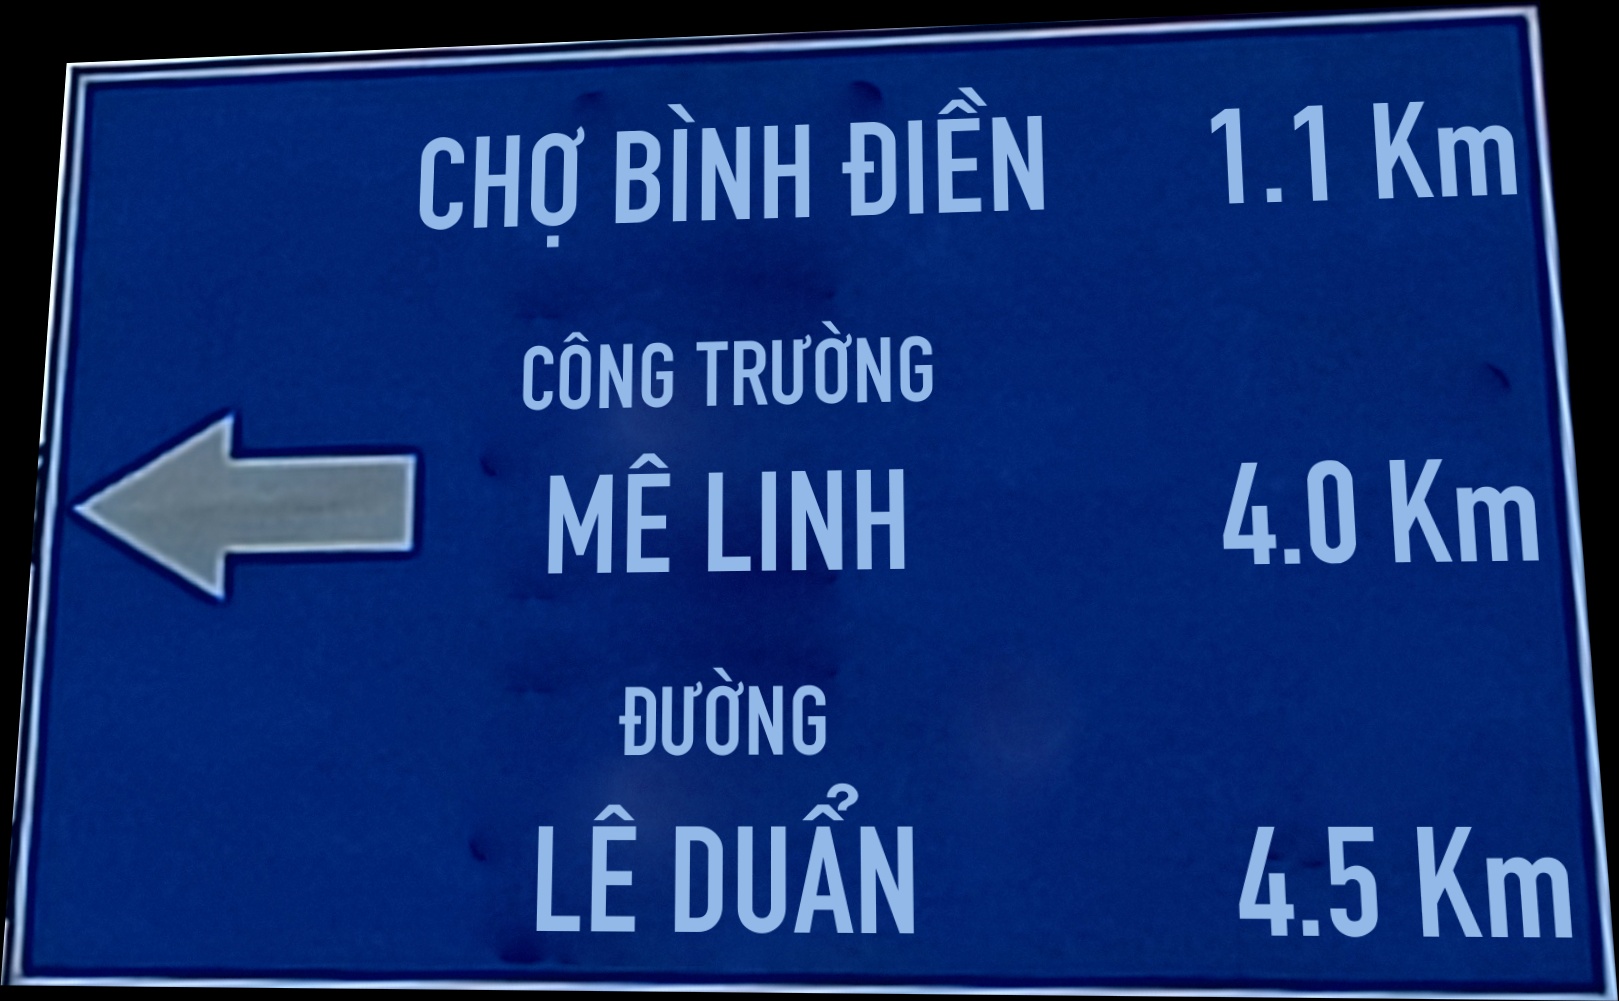 CHỢ BÌNH ĐIỀN 1.1 Km
CÔNG TRƯỜNG
MÊ LINH 4.0 Km
ĐƯỜNG
LÊ DUẨN 4.5 Km